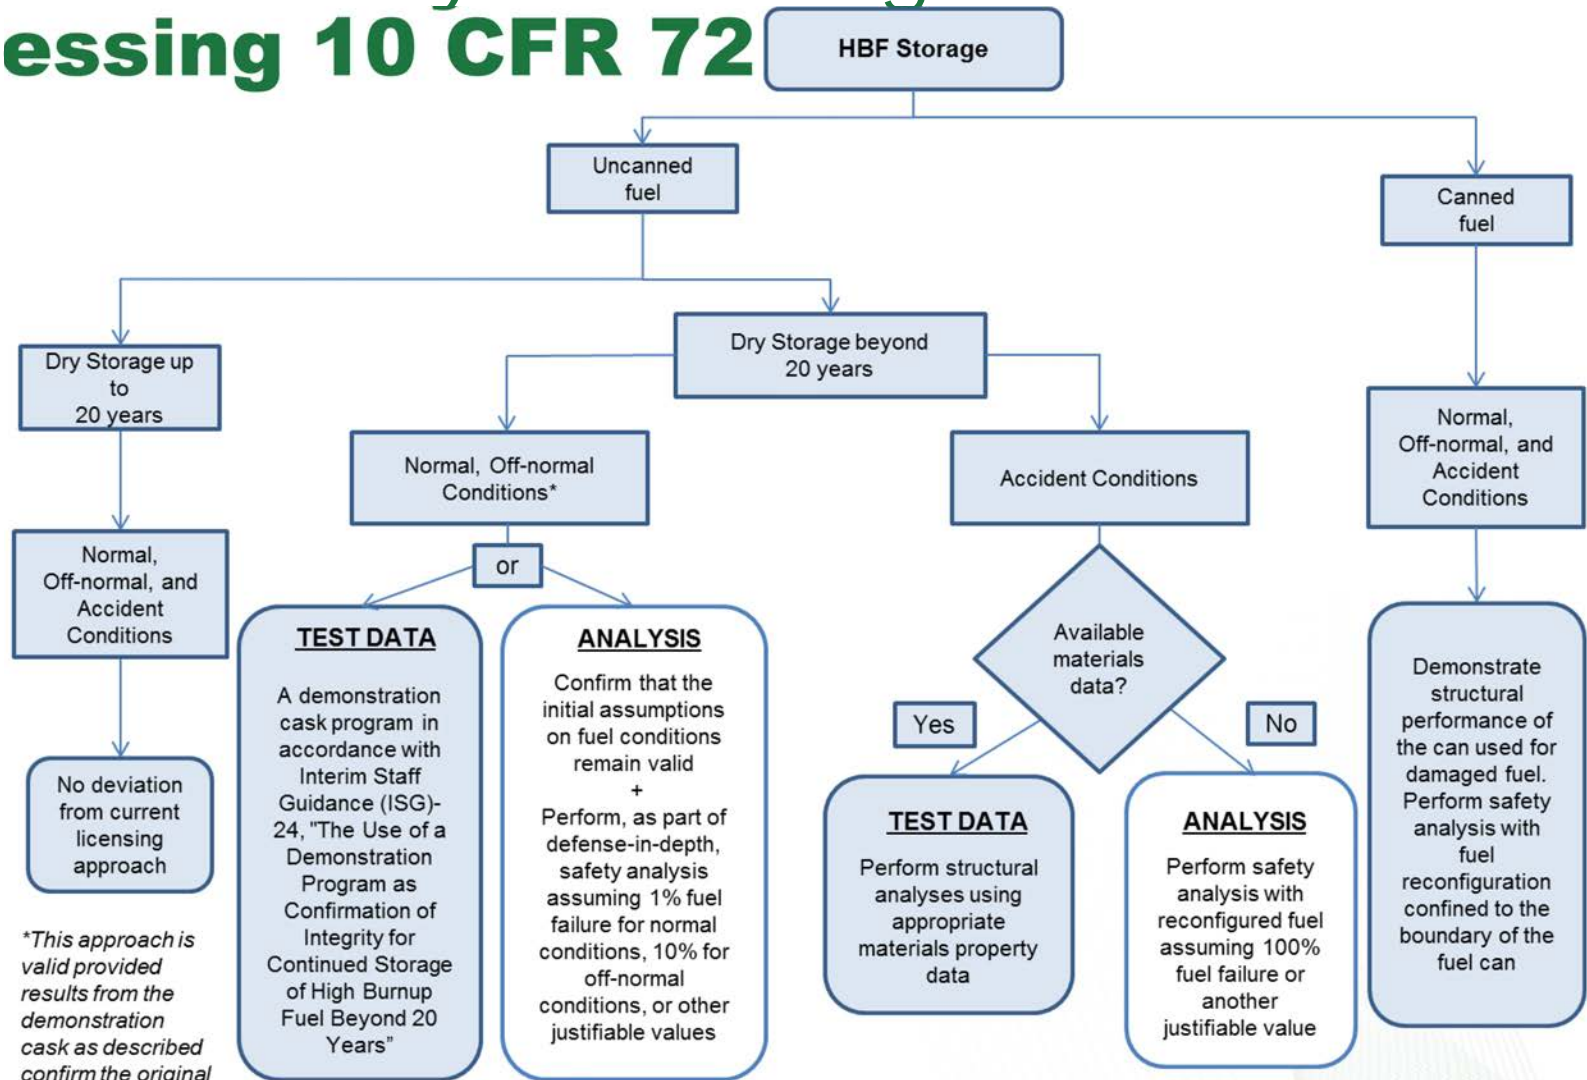 essing 10 CFR 72
HBF Storage
Uncanned
fuel
Canned
fuel
Dry Storage up
to
20 years
Dry Storage beyond
20 years
Normal,
Off-normal, and
Accident
Conditions
No deviation
from current
licensing
approach
*This approach is
valid provided
results from the
demonstration
cask as described
confirm the original
Normal, Off-normal
Conditions*
or
TEST DATA
A demonstration
cask program in
accordance with
Interim Staff
Guidance (ISG)-
24, "The Use of a
Demonstration
Program as
Confirmation of
Integrity for
Continued Storage
of High Burnup
Fuel Beyond 20
Years"
ANALYSIS
Confirm that the
initial assumptions
on fuel conditions
remain valid
+
Perform, as part of
defense-in-depth,
safety analysis
assuming 1% fuel
failure for normal
conditions, 10% for
off-normal
conditions, or other
justifiable values
Accident Conditions
Available
materials
data?
Yes
No
TEST DATA
Perform structural
analyses using
appropriate
materials property
data
ANALYSIS
Perform safety
analysis with
reconfigured fuel
assuming 100%
fuel failure or
another
justifiable value
Normal,
Off-normal, and
Accident
Conditions
Demonstrate
structural
performance of
the can used for
damaged fuel.
Perform safety
analysis with
fuel
reconfiguration
confined to the
boundary of the
fuel can